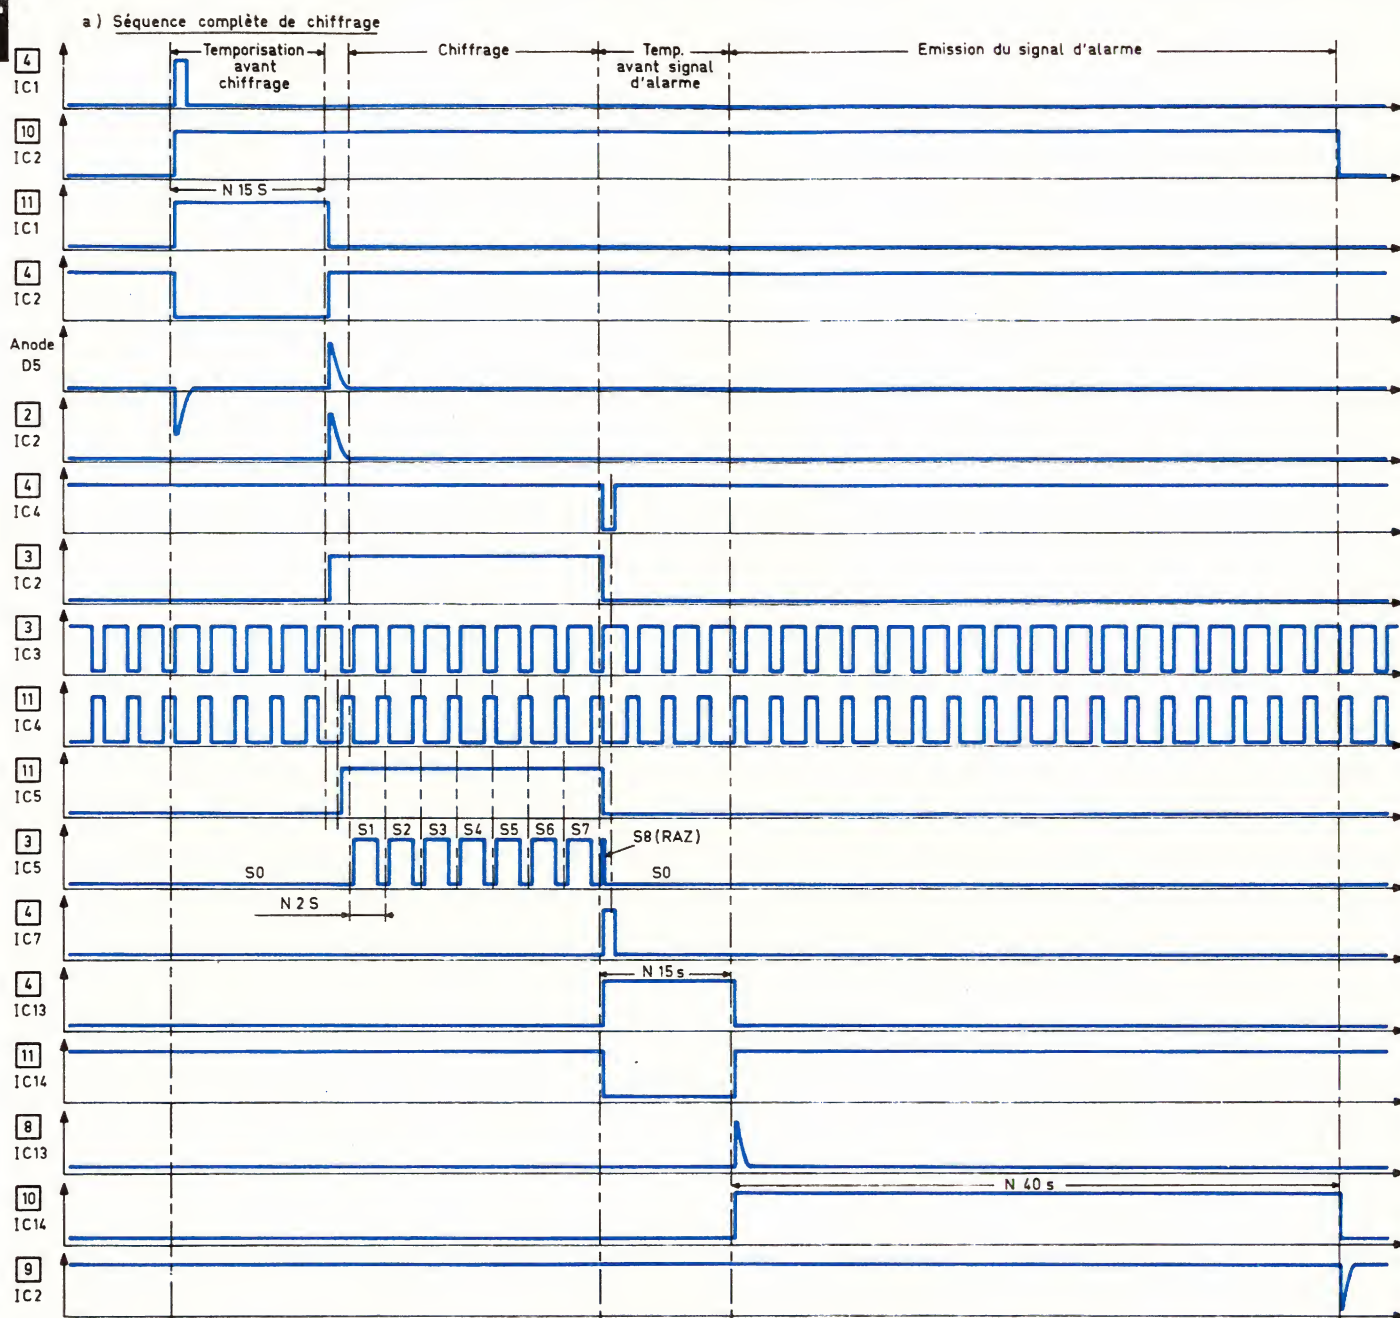 a) Séquence complète de chiffrage
Temporisation avant chiffrage
Chiffrage
Temp. avant signal d'alarme
Emission du signal d'alarme
4
IC1
10
IC2
N 15 S
11
IC1
4
IC2
Anode
D5
2
IC2
4
IC4
3
IC2
3
IC3
11
IC4
11
IC5
S1 S2 S3 S4 S5 S6 S7
S8 (RAZ)
3
IC5
S0
S0
N 2 S
4
IC7
N 15 s
4
IC13
11
IC14
8
IC13
N 40 s
10
IC14
9
IC2